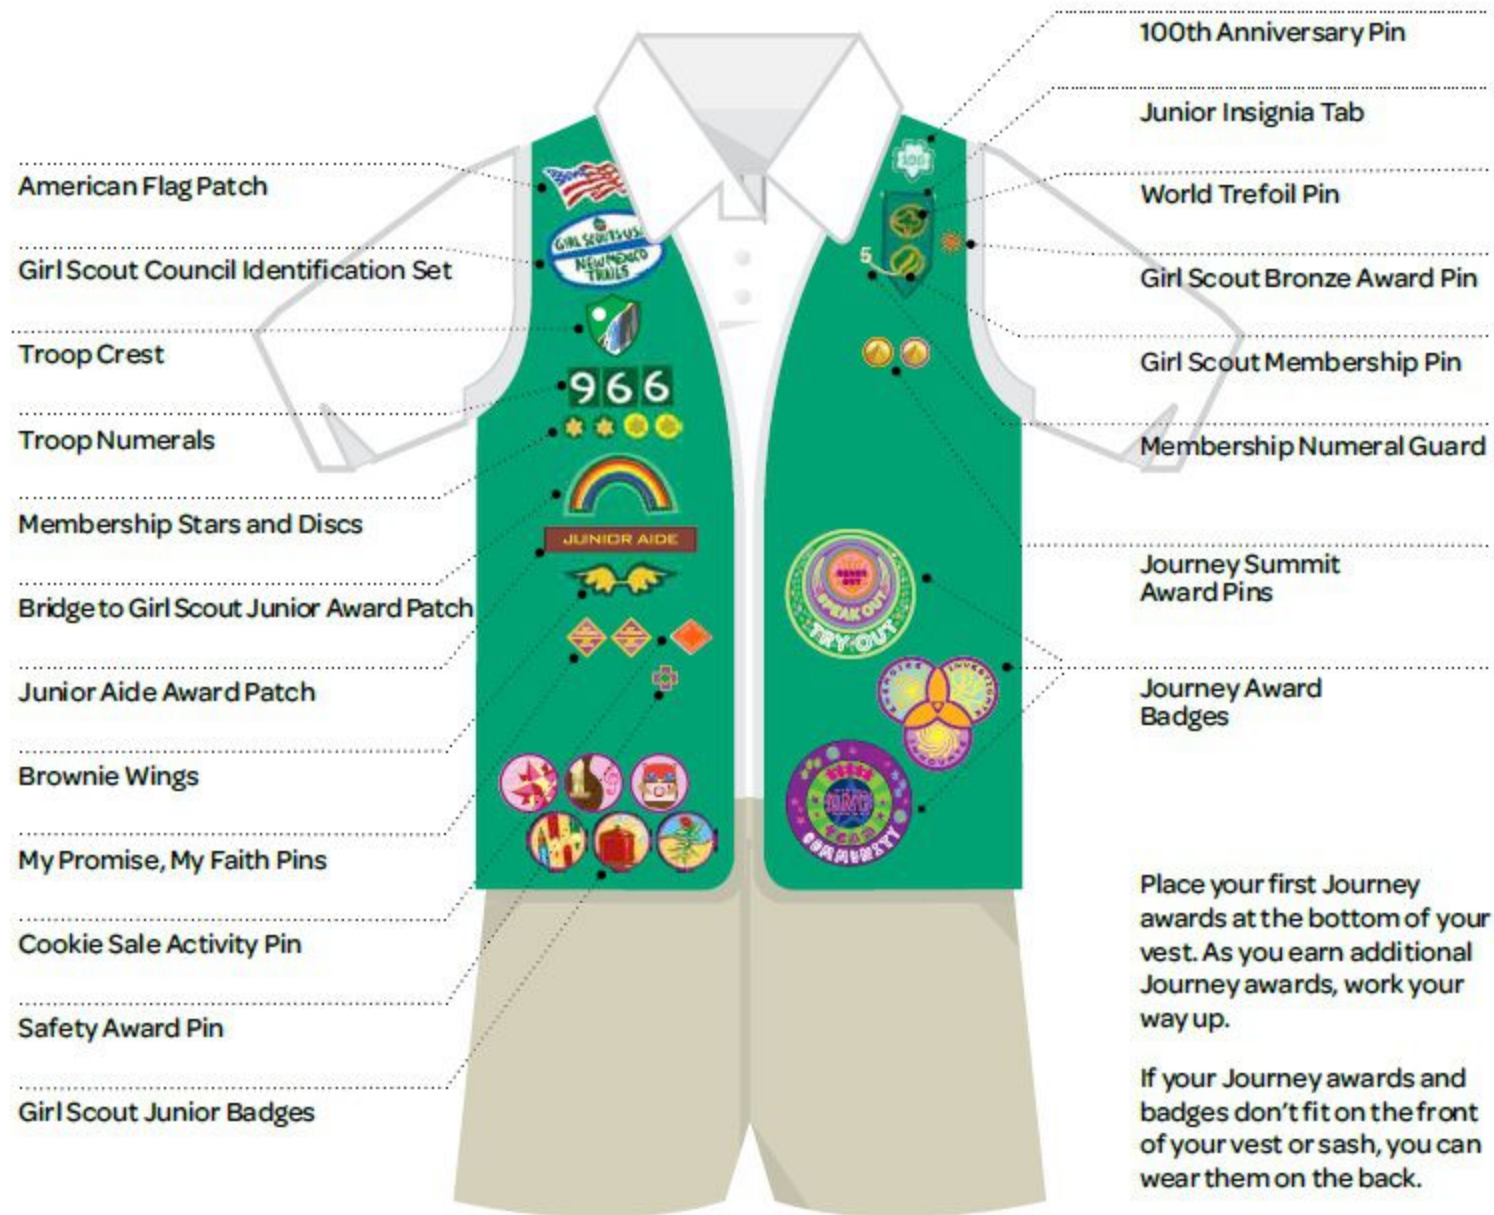 American Flag Patch
Girl Scout Council Identification Set
Troop Crest
Troop Numerals
Membership Stars and Discs
Bridge to Girl Scout Junior Award Patch
Junior Aide Award Patch
Brownie Wings
My Promise, My Faith Pins
Cookie Sale Activity Pin
Safety Award Pin
Girl Scout Junior Badges
GIRL SCOUTS USA
NEW MEXICO
TRAILS
966
JUNIOR AIDE
1
100
5
SPEAK OUT
TRY OUT
INNOVATE
TEAM
COMMUNITY
100th Anniversary Pin
Junior Insignia Tab
World Trefoil Pin
Girl Scout Bronze Award Pin
Girl Scout Membership Pin
Membership Numeral Guard
Journey Summit
Award Pins
Journey Award
Badges
Place your first Journey
awards at the bottom of your
vest. As you earn additional
Journey awards, work your
way up.
If your Journey awards and
badges don't fit on the front
of your vest or sash, you can
wear them on the back.